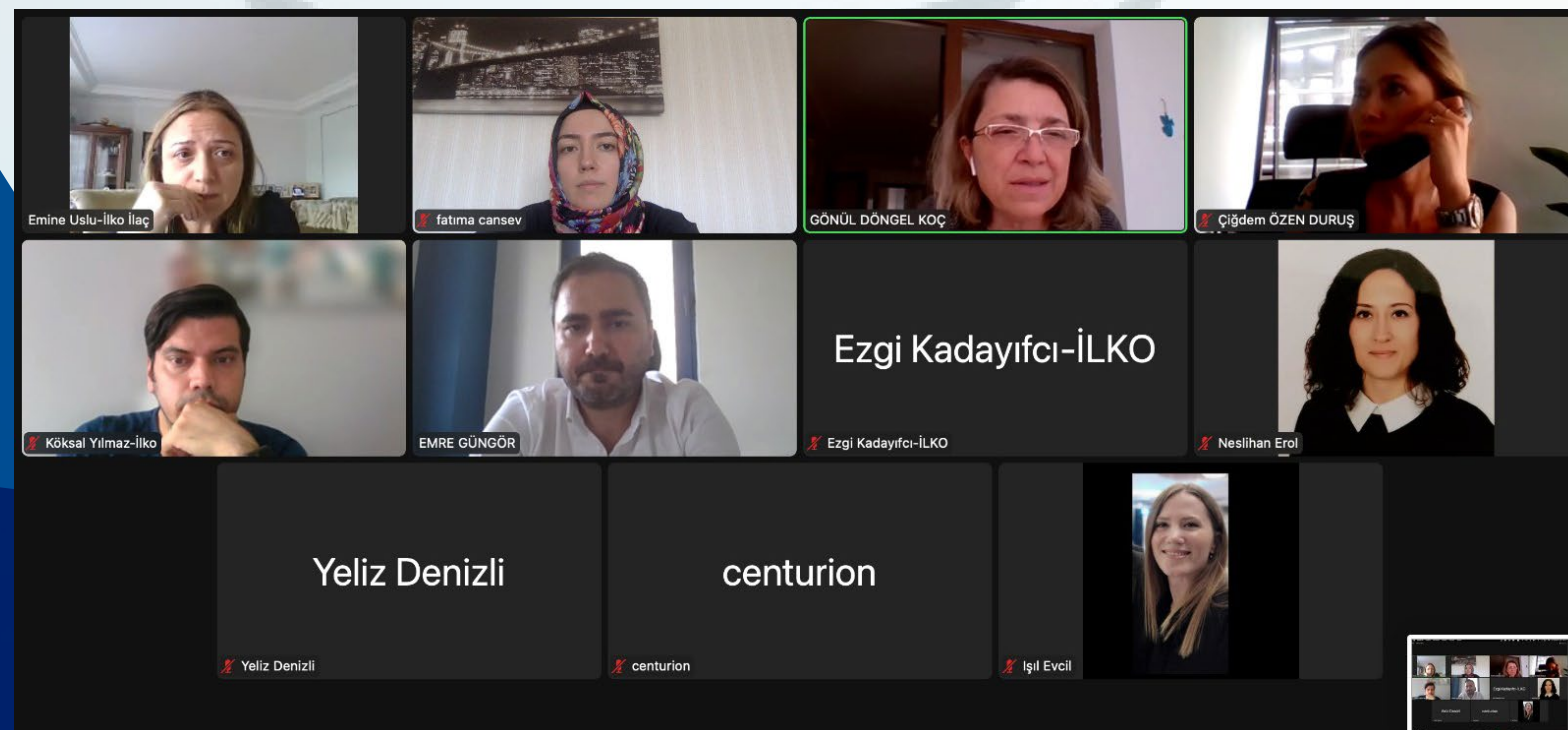 Emine Uslu-İlko İlaç
fatıma cansev
GÖNÜL DÖNGEL KOÇ
Çiğdem ÖZEN DURUŞ
Köksal Yılmaz-İlko
EMRE GÜNGÖR
Ezgi Kadayıfcı-İLKO
Ezgi Kadayıfcı-İLKO
Neslihan Erol
Yeliz Denizli
Yeliz Denizli
centurion
centurion
Işıl Evcil